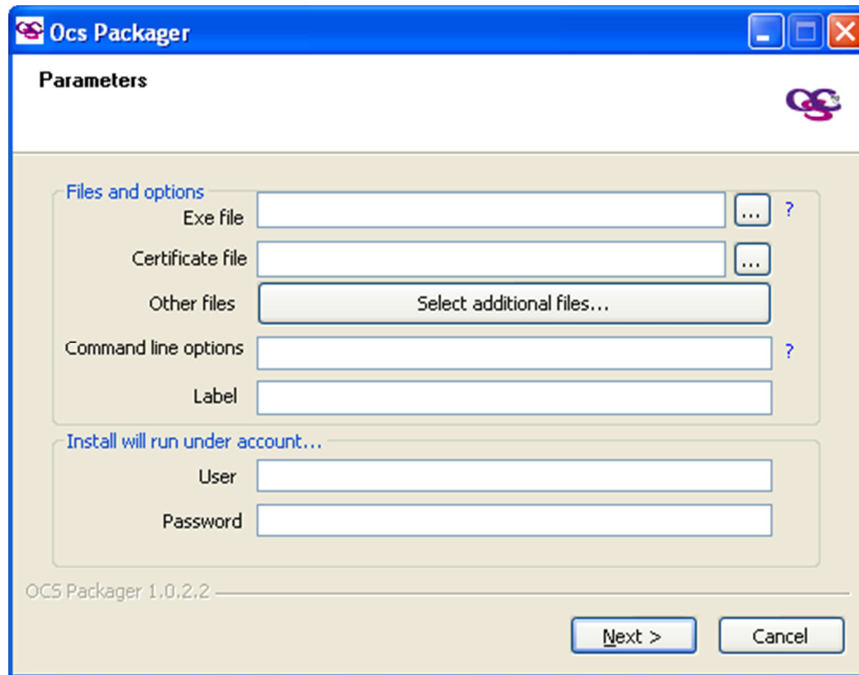 Ocs Packager
Parameters
Files and options
Exe file ... ?
Certificate file ...
Other files Select additional files...
Command line options ?
Label
Install will run under account...
User
Password
OCS Packager 1.0.2.2
Next > Cancel